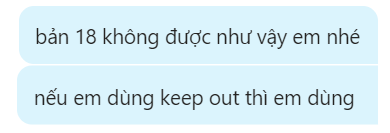 bản 18 không được như vậy em nhé
nếu em dùng keep out thì em dùng